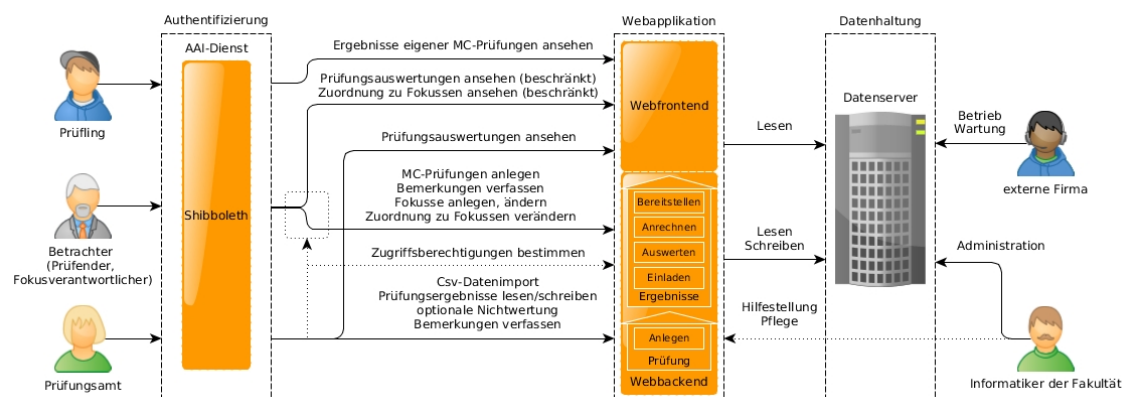 Authentifizierung
Webapplikation
Datenhaltung
AAI-Dienst
Shibboleth
Prüfling
Betrachter
(Prüfender,
Fokusverantwortlicher)
Prüfungsamt
Ergebnisse eigener MC-Prüfungen ansehen
Prüfungsauswertungen ansehen (beschränkt)
Zuordnung zu Fokussen ansehen (beschränkt)
Prüfungsauswertungen ansehen
MC-Prüfungen anlegen
Bemerkungen verfassen
Fokusse anlegen, ändern
Zuordnung zu Fokussen verändern
Zugriffsberechtigungen bestimmen
Csv-Datenimport
Prüfungsergebnisse lesen/schreiben
optionale Nichtwertung
Bemerkungen verfassen
Webfrontend
Bereitstellen
Anrechnen
Auswerten
Einladen
Ergebnisse
Anlegen
Prüfung
Webbackend
Lesen
Lesen
Schreiben
Hilfestellung
Pflege
Datenserver
Betrieb
Wartung
externe Firma
Administration
Informatiker der Fakultät